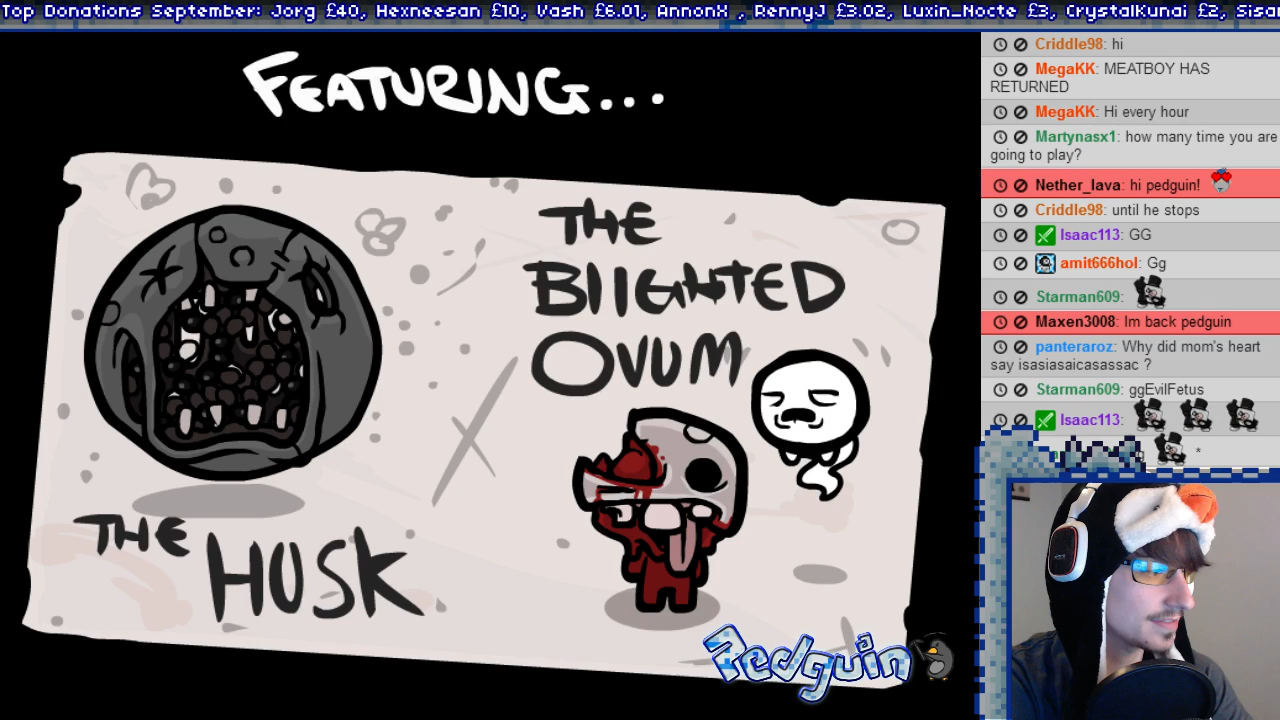 Top Donations September: Jorg £40, Hexneesan £10, Vash £6.01, AnnonX , RennyJ £3.02, Luxin_Nocte £3, CrystalKunai £2,
FEATURING...
THE
BLIGHTED
OVUM
THE HUSK
Pedguin
Criddle98: hi
MegaKK: MEATBOY HAS
RETURNED
MegaKK: Hi every hour
Martynasx1: how many time you are
going to play?
Nether_lava: hi pedguin!
Criddle98: until he stops
Isaac113: GG
amit666hol: Gg
Starman609:
Maxen3008: Im back pedguin
panteraroz: Why did mom's heart
say isasiasaicasassac ?
Starman609: ggEvilFetus
Isaac113:
*